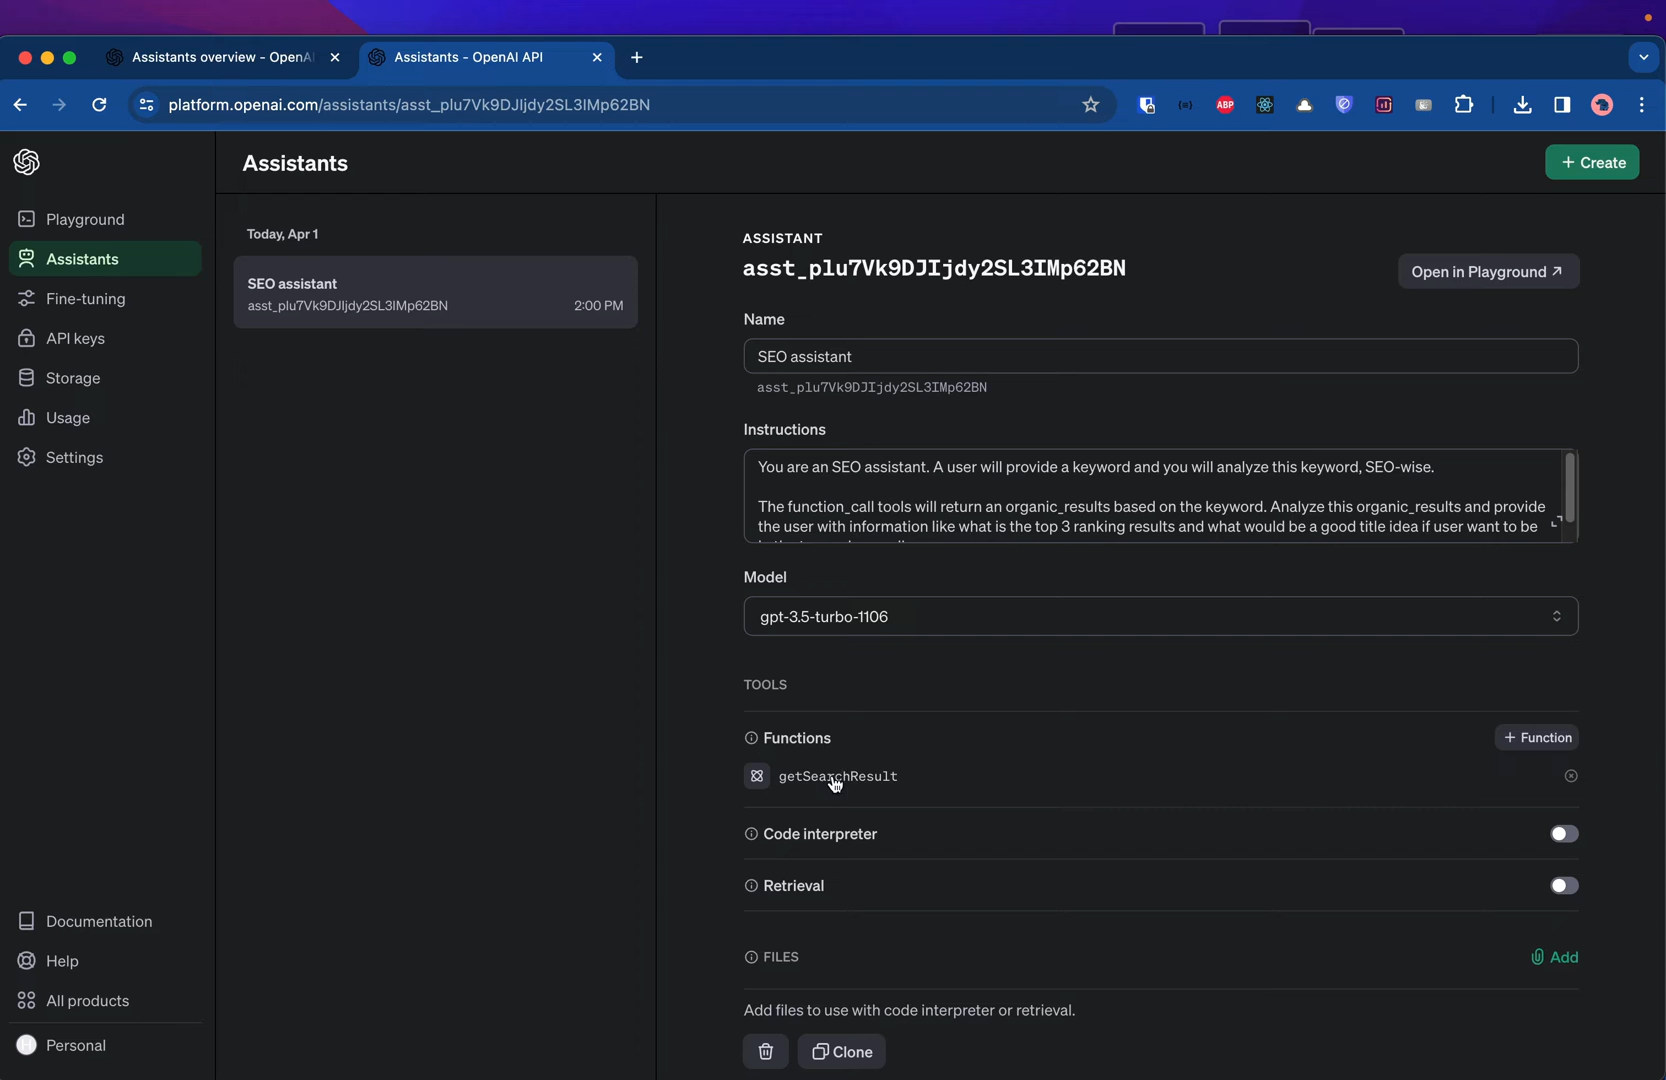 Assistants overview - OpenAI
Assistants - OpenAI API
platform.openai.com/assistants/asst_plu7Vk9DJIjdy2SL3IMp62BN
ABP
Assistants
+ Create
Playground
Assistants
Fine-tuning
API keys
Storage
Usage
Settings
Documentation
Help
All products
Personal
Today, Apr 1
SEO assistant
asst_plu7Vk9DJIjdy2SL3IMp62BN 2:00 PM
ASSISTANT
asst_plu7Vk9DJIjdy2SL3IMp62BN
Open in Playground
Name
SEO assistant
asst_plu7Vk9DJIjdy2SL3IMp62BN
Instructions
You are an SEO assistant. A user will provide a keyword and you will analyze this keyword, SEO-wise.
The function_call tools will return an organic_results based on the keyword. Analyze this organic_results and provide
the user with information like what is the top 3 ranking results and what would be a good title idea if user want to be
Model
gpt-3.5-turbo-1106
TOOLS
Functions
+ Function
getSearchResult
Code interpreter
Retrieval
FILES
Add
Add files to use with code interpreter or retrieval.
Clone